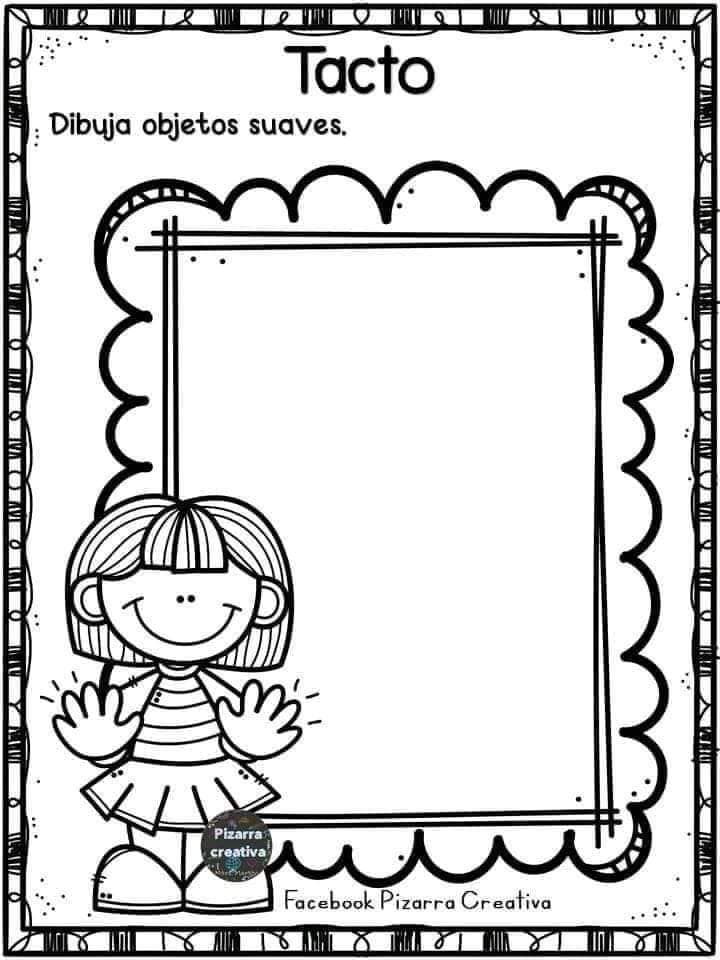 Tacto
Dibuja objetos suaves.
Pizarra
creativa
Facebook Pizarra Creativa